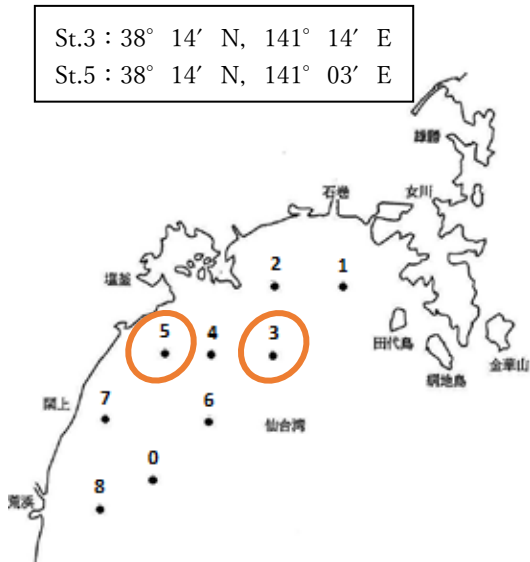 St.3：38° 14′ N, 141° 14′ E
St.5：38° 14′ N, 141° 03′ E
雄勝
石巻
女川
塩釜
2
1
5
4
3
田代島
網地島
金華山
7
6
閖上
仙台湾
0
8
荒浜